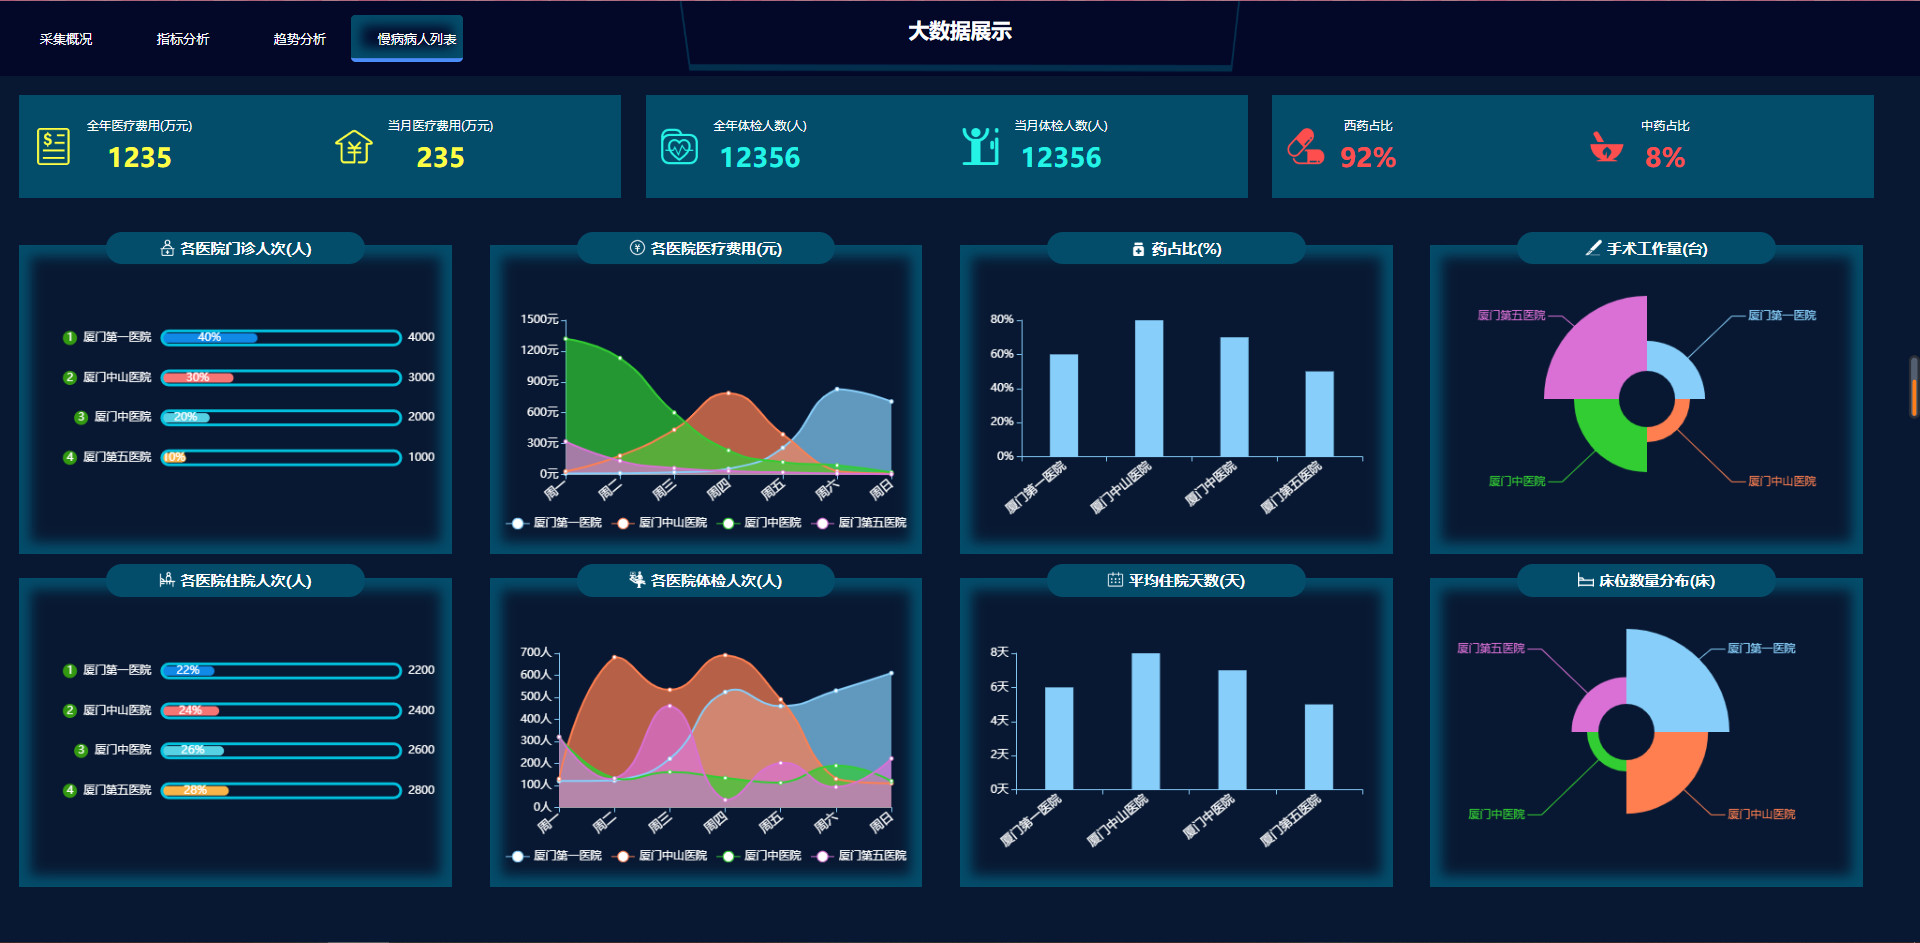 采集概况 指标分析 趋势分析 慢病病人列表 大数据展示
全年医疗费用(万元) 当月医疗费用(万元) 全年体检人数(人) 当月体检人数(人) 西药占比 中药占比
1235 235 12356 12356 92% 8%
各医院门诊人次(人)
1 厦门第一医院 40% 4000
2 厦门中山医院 30% 3000
3 厦门中医院 20% 2000
4 厦门第五医院 10% 1000
各医院医疗费用(元)
1500元
1200元
900元
600元
300元
0元
周一 周二 周三 周四 周五 周六 周日
厦门第一医院 厦门中山医院 厦门中医院 厦门第五医院
药占比(%)
80%
60%
40%
20%
0%
厦门第一医院 厦门中山医院 厦门中医院 厦门第五医院
手术工作量(台)
厦门第五医院 厦门第一医院
厦门中医院 厦门中山医院
各医院住院人次(人)
1 厦门第一医院 22% 2200
2 厦门中山医院 24% 2400
3 厦门中医院 26% 2600
4 厦门第五医院 28% 2800
各医院体检人次(人)
700人
600人
500人
400人
300人
200人
100人
0人
周一 周二 周三 周四 周五 周六 周日
厦门第一医院 厦门中山医院 厦门中医院 厦门第五医院
平均住院天数(天)
8天
6天
4天
2天
0天
厦门第一医院 厦门中山医院 厦门中医院 厦门第五医院
床位数量分布(床)
厦门第五医院 厦门第一医院
厦门中医院 厦门中山医院